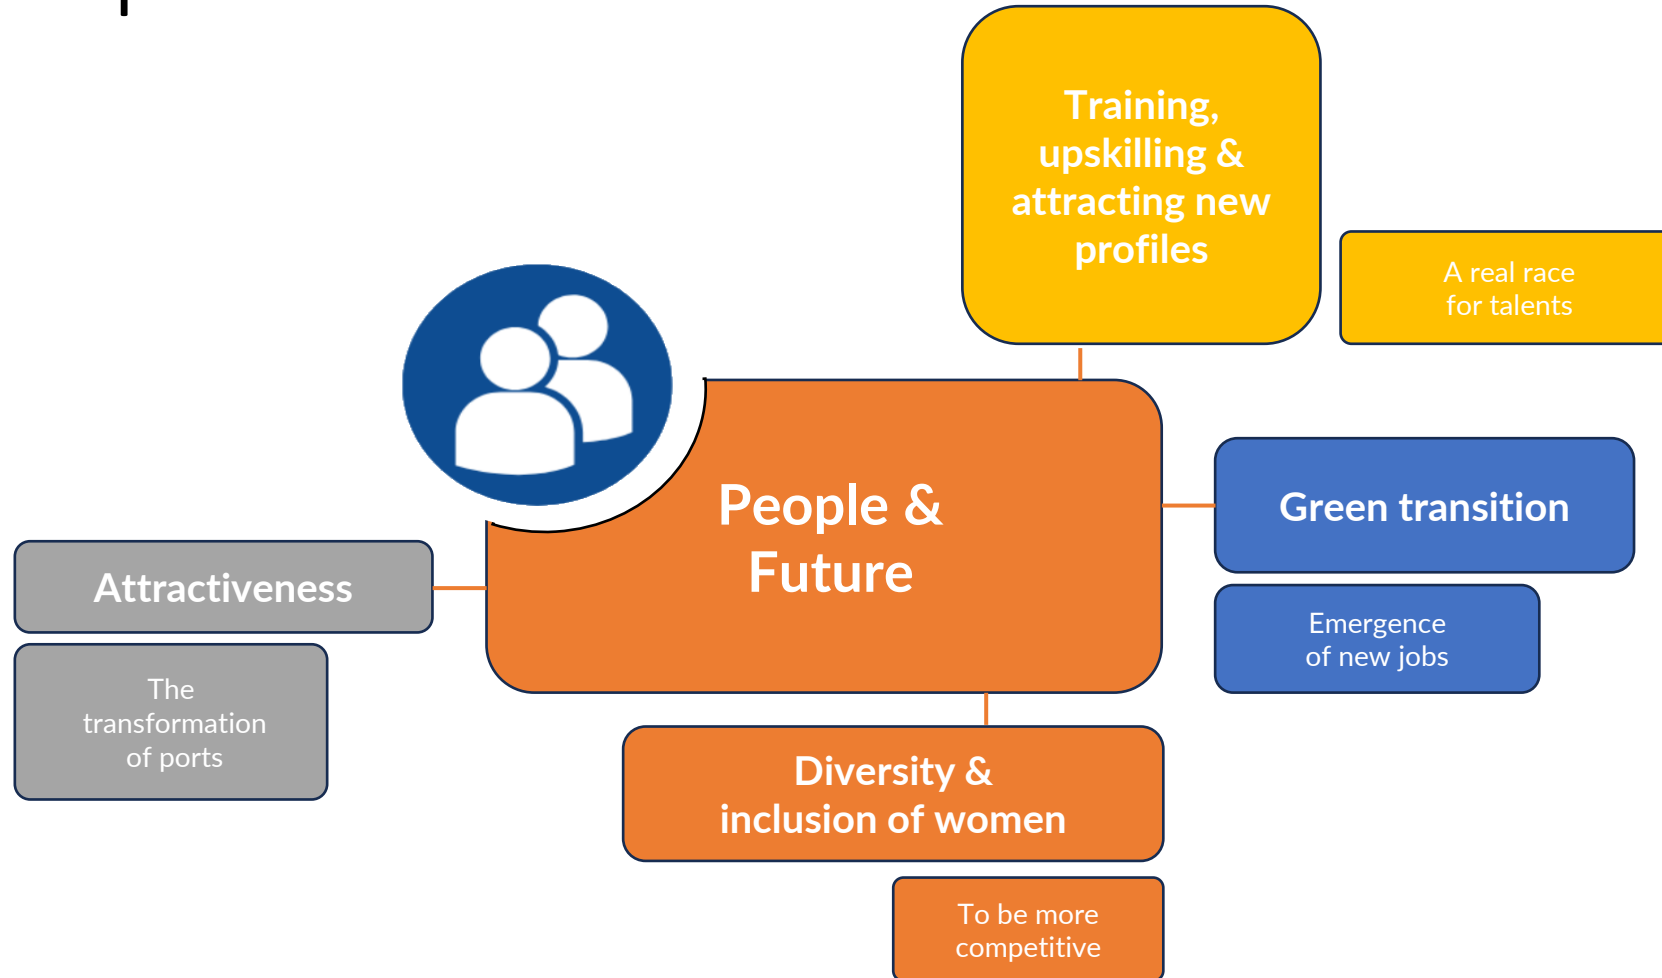 Training,
upskilling &
attracting new
profiles
A real race
for talents
People &
Future
Green transition
Emergence
of new jobs
Attractiveness
The
transformation
of ports
Diversity &
inclusion of women
To be more
competitive